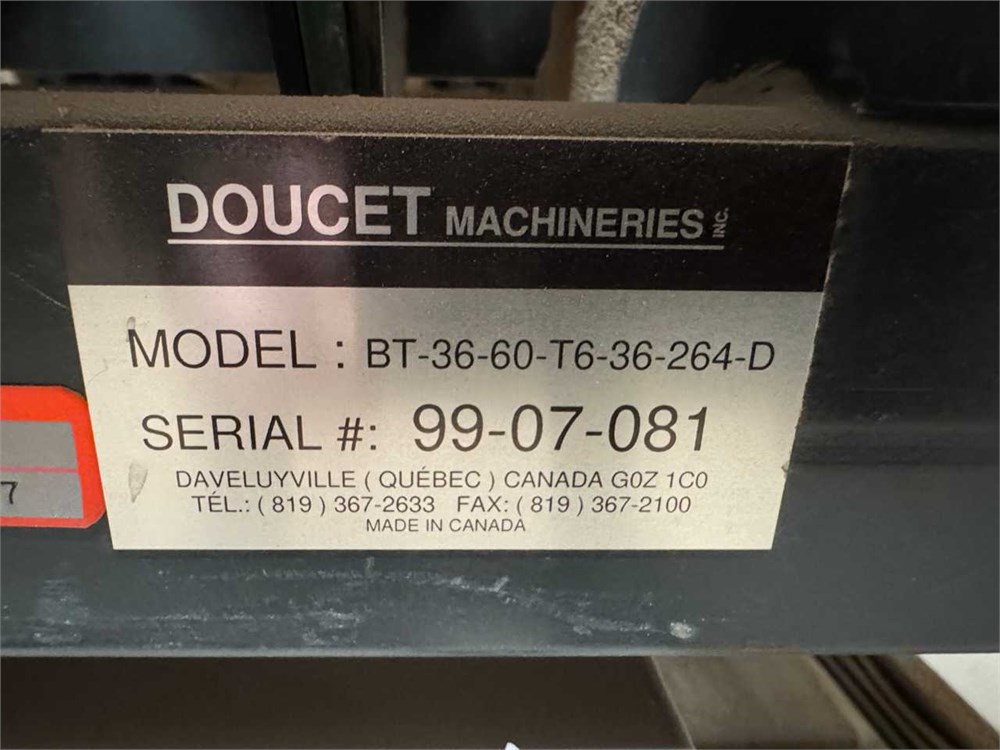 DOUCET MACHINERIES INC.
MODEL : BT-36-60-T6-36-264-D
SERIAL #: 99-07-081
DAVELUYVILLE ( QUÉBEC ) CANADA G0Z 1C0
TÉL.: ( 819 ) 367-2633 FAX: ( 819 ) 367-2100
MADE IN CANADA
7